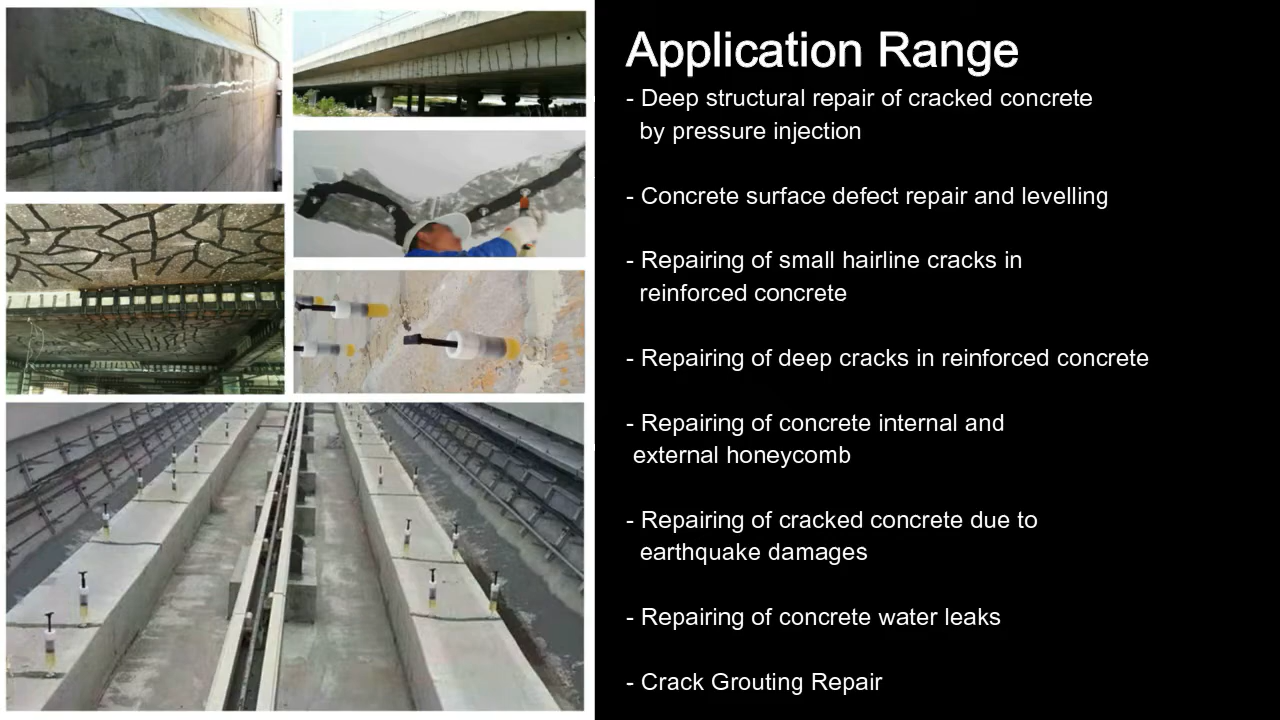 Application Range
- Deep structural repair of cracked concrete
by pressure injection
- Concrete surface defect repair and levelling
- Repairing of small hairline cracks in
reinforced concrete
- Repairing of deep cracks in reinforced concrete
- Repairing of concrete internal and
external honeycomb
- Repairing of cracked concrete due to
earthquake damages
- Repairing of concrete water leaks
- Crack Grouting Repair